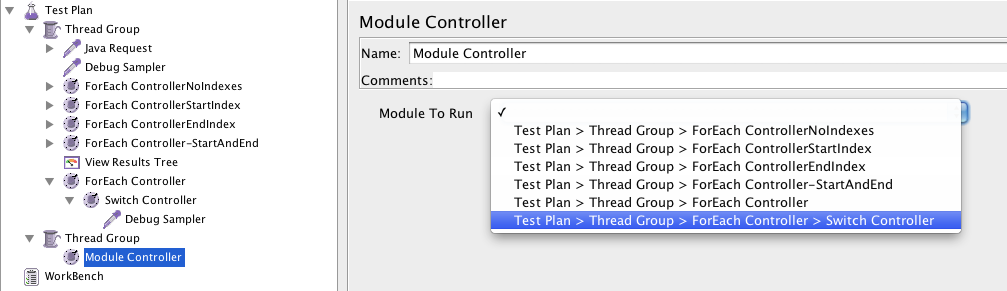 Test Plan
Thread Group
Java Request
Debug Sampler
ForEach ControllerNoIndexes
ForEach ControllerStartIndex
ForEach ControllerEndIndex
ForEach Controller-StartAndEnd
View Results Tree
ForEach Controller
Switch Controller
Debug Sampler
Thread Group
Module Controller
WorkBench
Module Controller
Name: Module Controller
Comments:
Module To Run ✓
Test Plan > Thread Group > ForEach ControllerNoIndexes
Test Plan > Thread Group > ForEach ControllerStartIndex
Test Plan > Thread Group > ForEach ControllerEndIndex
Test Plan > Thread Group > ForEach Controller-StartAndEnd
Test Plan > Thread Group > ForEach Controller
Test Plan > Thread Group > ForEach Controller > Switch Controller